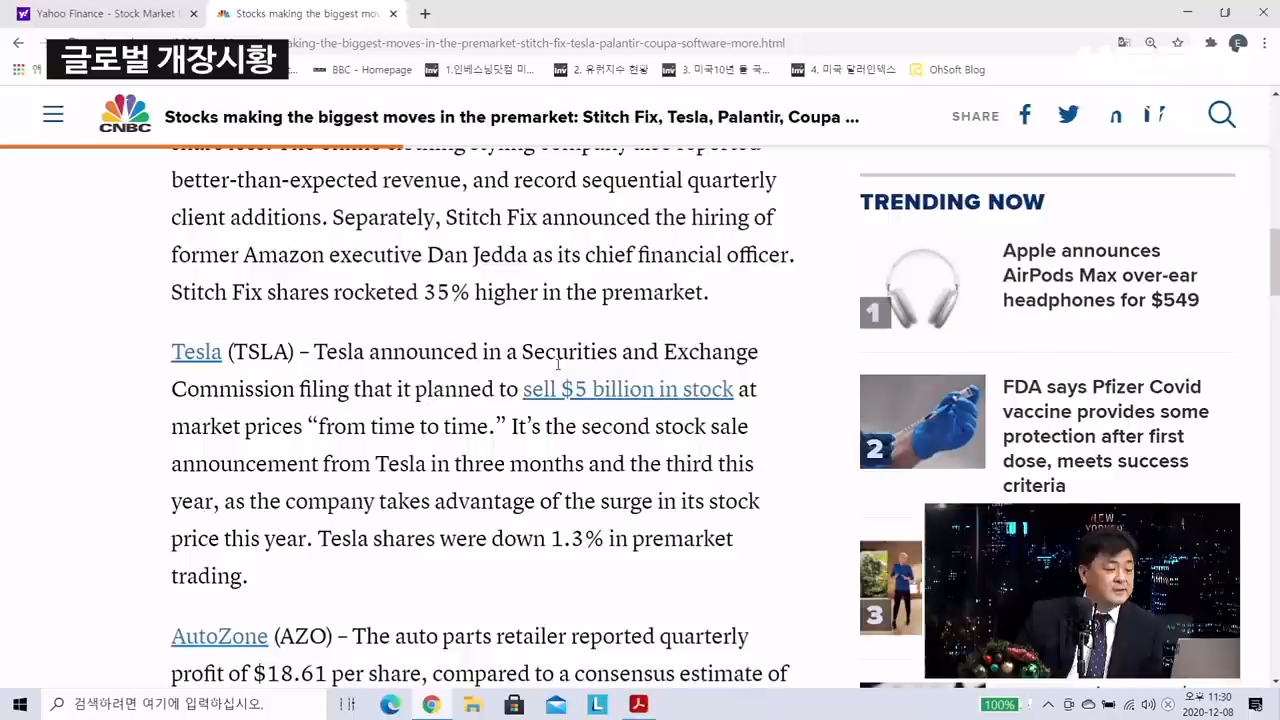 Yahoo Finance - Stock Market
Stocks making the biggest mov
글로벌 개장시황
aking-the-biggest-moves-in-the-premarket-stitch-fix-tesla-palantir-coupa-software-more.html
BBC - Homepage
1.인베스닝닷컴 미...
2. 유럽지수 현황
3. 미국10년 물 국...
4. 미국 달러인덱스
OhSoft Blog
CNBC
Stocks making the biggest moves in the premarket: Stitch Fix, Tesla, Palantir, Coupa ...
SHARE
better-than-expected revenue, and record sequential quarterly
client additions. Separately, Stitch Fix announced the hiring of
former Amazon executive Dan Jedda as its chief financial officer.
Stitch Fix shares rocketed 35% higher in the premarket.
Tesla (TSLA) – Tesla announced in a Securities and Exchange
Commission filing that it planned to sell $5 billion in stock at
market prices “from time to time.” It’s the second stock sale
announcement from Tesla in three months and the third this
year, as the company takes advantage of the surge in its stock
price this year. Tesla shares were down 1.3% in premarket
trading.
AutoZone (AZO) – The auto parts retailer reported quarterly
profit of $18.61 per share, compared to a consensus estimate of
TRENDING NOW
1
Apple announces
AirPods Max over-ear
headphones for $549
2
FDA says Pfizer Covid
vaccine provides some
protection after first
dose, meets success
criteria
3
NEW
검색하려면 여기에 입력하십시오.
100%
오후 11:30
2020-12-08